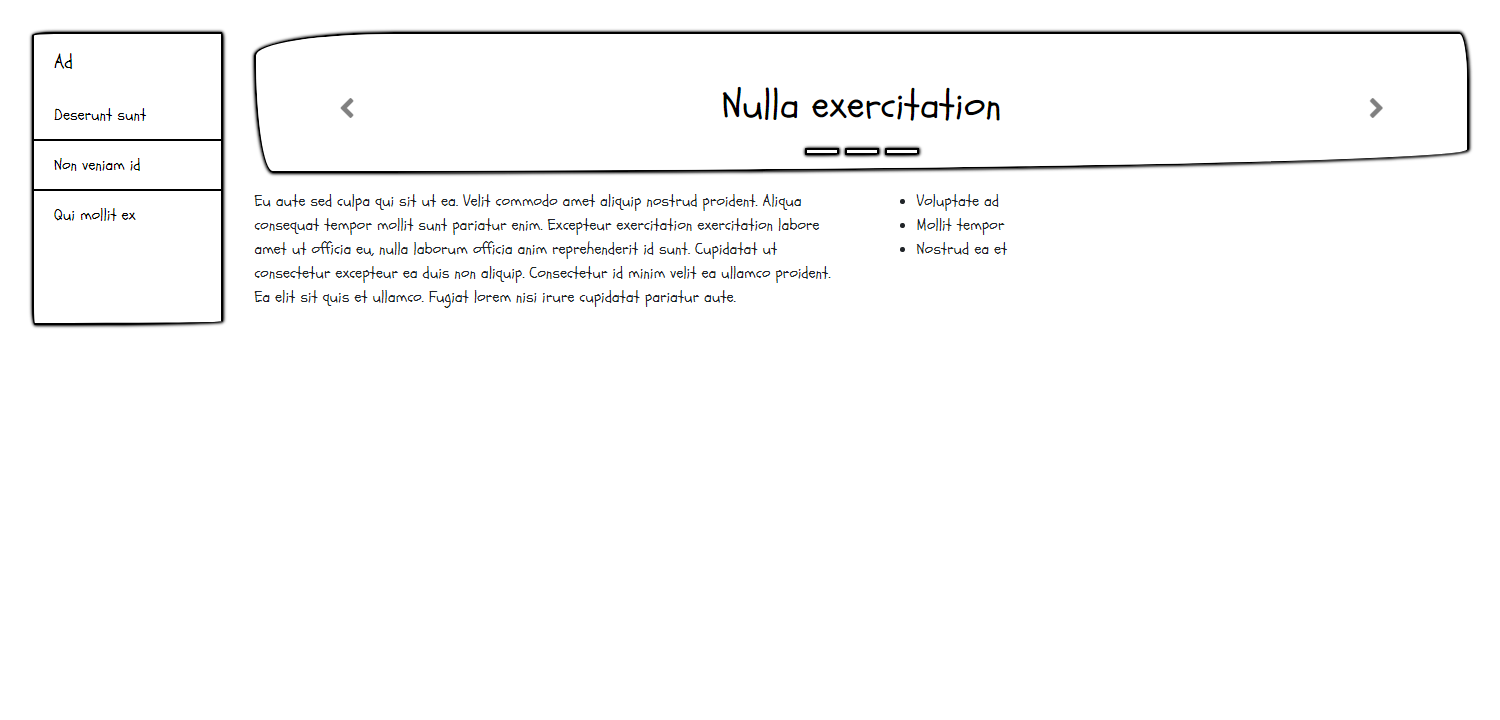 Ad
Deserunt sunt
Non veniam id
Qui mollit ex
Nulla exercitation
Eu aute sed culpa qui sit ut ea. Velit commodo amet aliquip nostrud proident. Aliqua
consequat tempor mollit sunt pariatur enim. Excepteur exercitation exercitation labore
amet ut officia eu, nulla laborum officia anim reprehenderit id sunt. Cupidatat ut
consectetur excepteur ea duis non aliquip. Consectetur id minim velit ea ullamco proident.
Ea elit sit quis et ullamco. Fugiat lorem nisi irure cupidatat pariatur aute.
Voluptate ad
Mollit tempor
Nostrud ea et